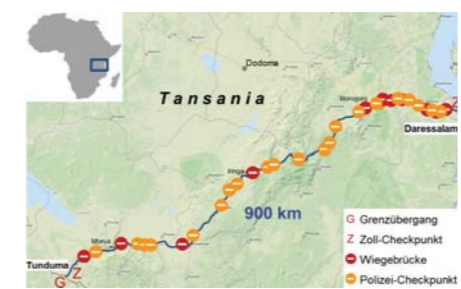 Dodoma
Tansania
Morogoro
Z
Daressalam
Iringa
900 km
Mbeya
Tunduma
Z
G
G Grenzübergang
Z Zoll-Checkpunkt
Wiegebrücke
Polizei-Checkpunkt